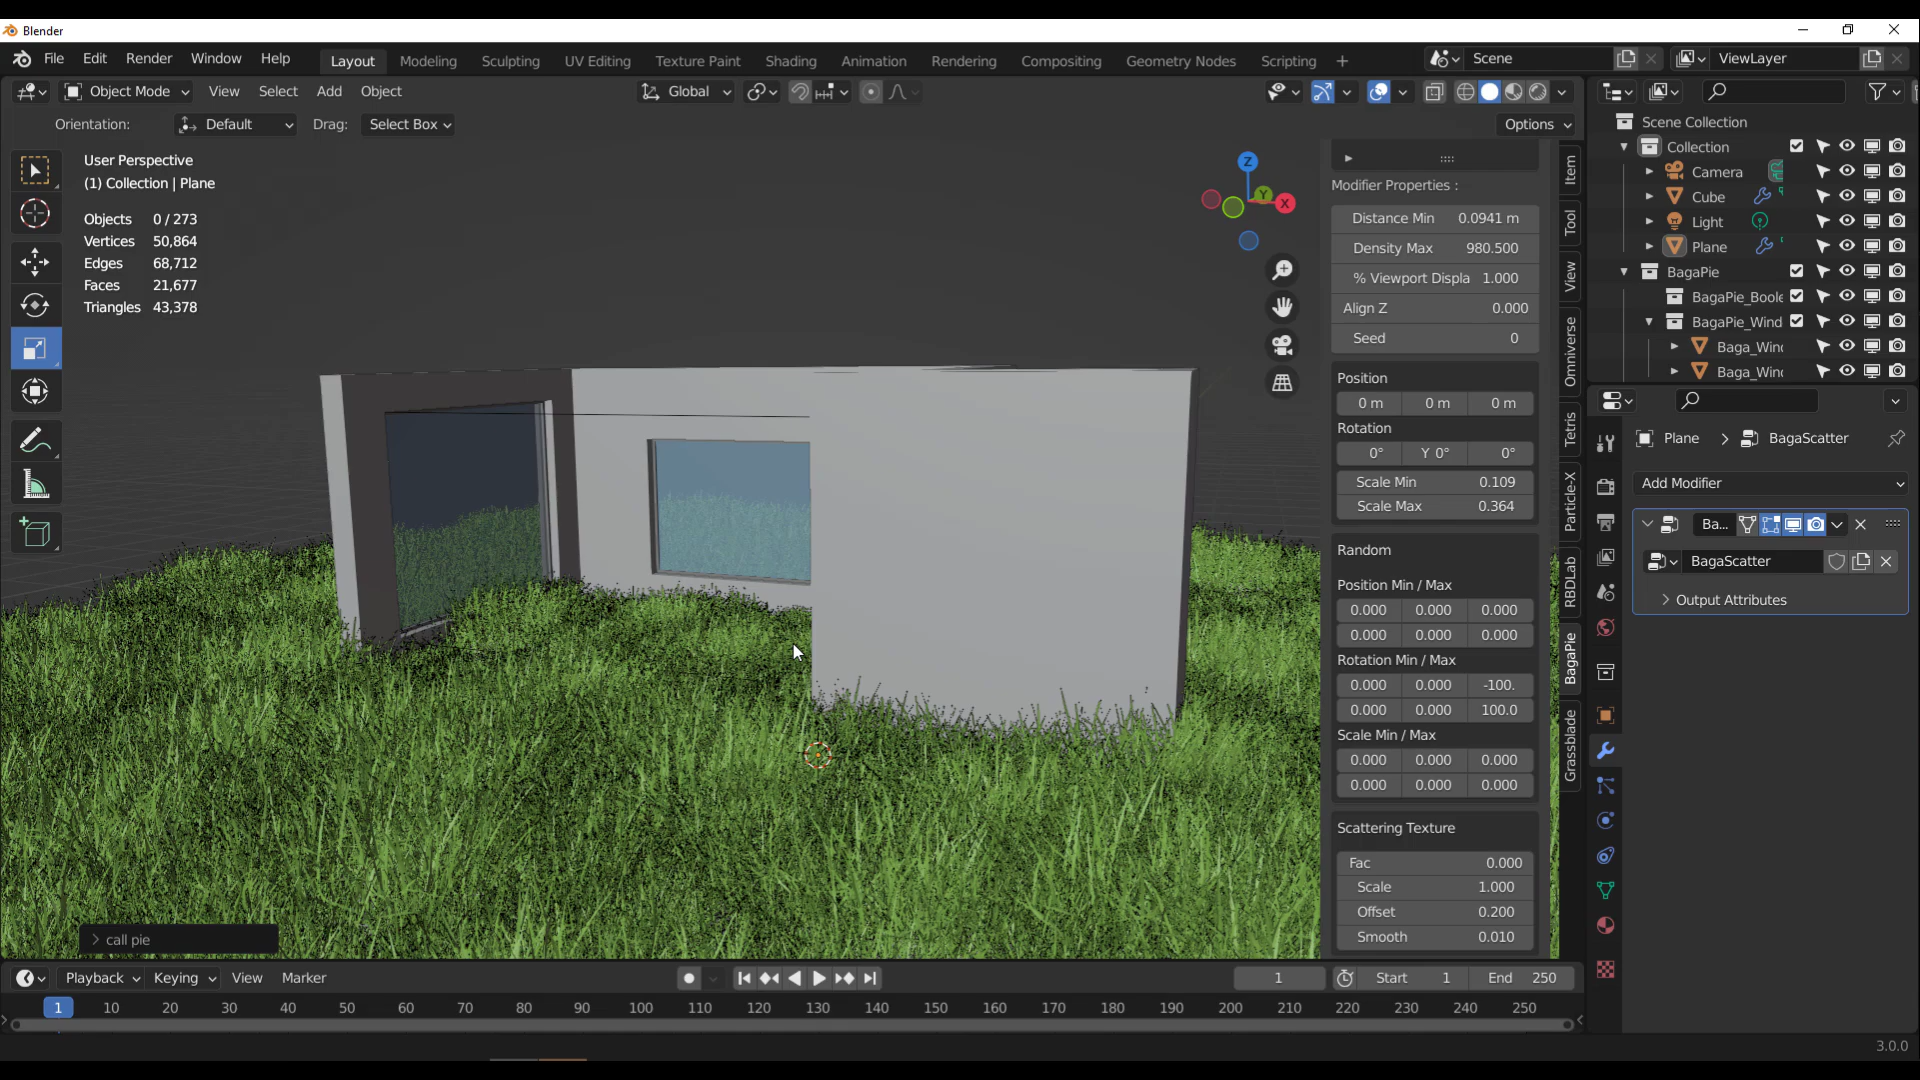 Blender
File Edit Render Window Help Layout Modeling Sculpting UV Editing Texture Paint Shading Animation Rendering Compositing Geometry Nodes Scripting + Scene ViewLayer
Object Mode View Select Add Object Global
Orientation: Default Drag: Select Box Options
User Perspective
(1) Collection | Plane
Objects 0 / 273
Vertices 50,864
Edges 68,712
Faces 21,677
Triangles 43,378
Z
Y
X
call pie
Modifier Properties :
Distance Min 0.0941 m
Density Max 980.500
% Viewport Displa 1.000
Align Z 0.000
Seed 0
Position
0 m 0 m 0 m
Rotation
0° Y 0° 0°
Scale Min 0.109
Scale Max 0.364
Random
Position Min / Max
0.000 0.000 0.000
0.000 0.000 0.000
Rotation Min / Max
0.000 0.000 -100.
0.000 0.000 100.0
Scale Min / Max
0.000 0.000 0.000
0.000 0.000 0.000
Scattering Texture
Fac 0.000
Scale 1.000
Offset 0.200
Smooth 0.010
Item
Tool
View
Omniverse
Tetris
Particle-X
RBDLab
BagaPie
Grassblade
Scene Collection
Collection
Camera
Cube
Light
Plane
BagaPie
BagaPie_Boole
BagaPie_Wind
Baga_Wind
Baga_Wind
Plane > BagaScatter
Add Modifier
Ba...
BagaScatter
Output Attributes
Playback Keying View Marker 1 Start 1 End 250
1 10 20 30 40 50 60 70 80 90 100 110 120 130 140 150 160 170 180 190 200 210 220 230 240 250
3.0.0